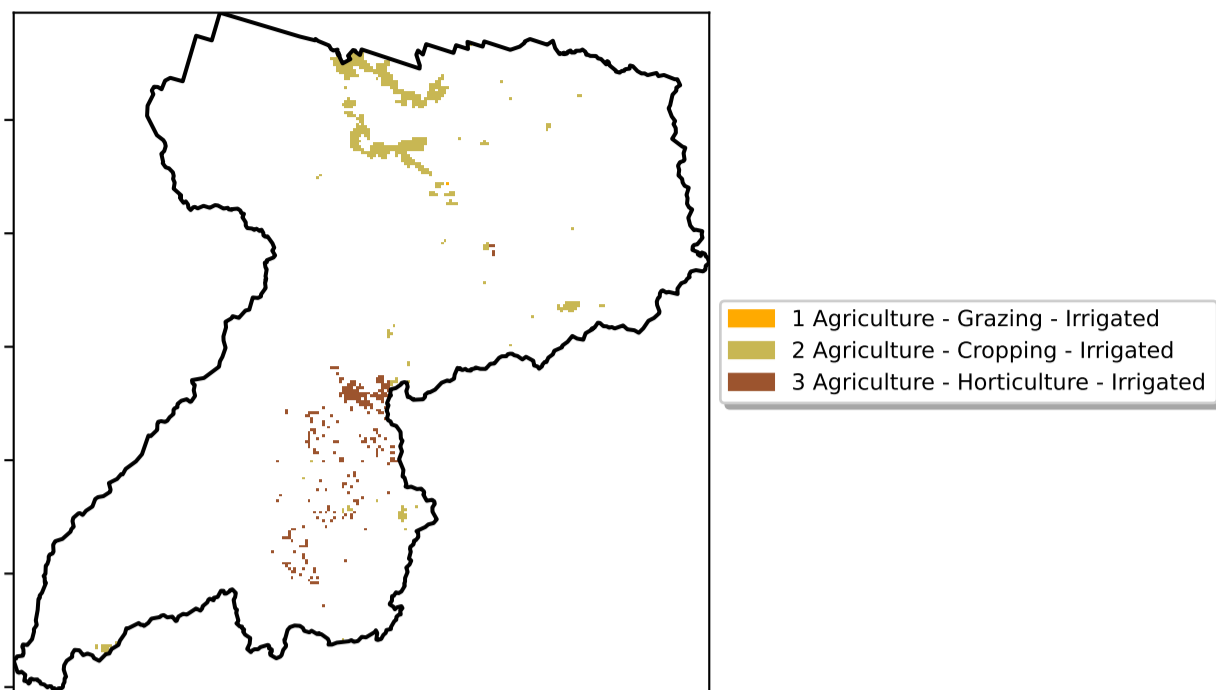 1 Agriculture - Grazing - Irrigated
2 Agriculture - Cropping - Irrigated
3 Agriculture - Horticulture - Irrigated